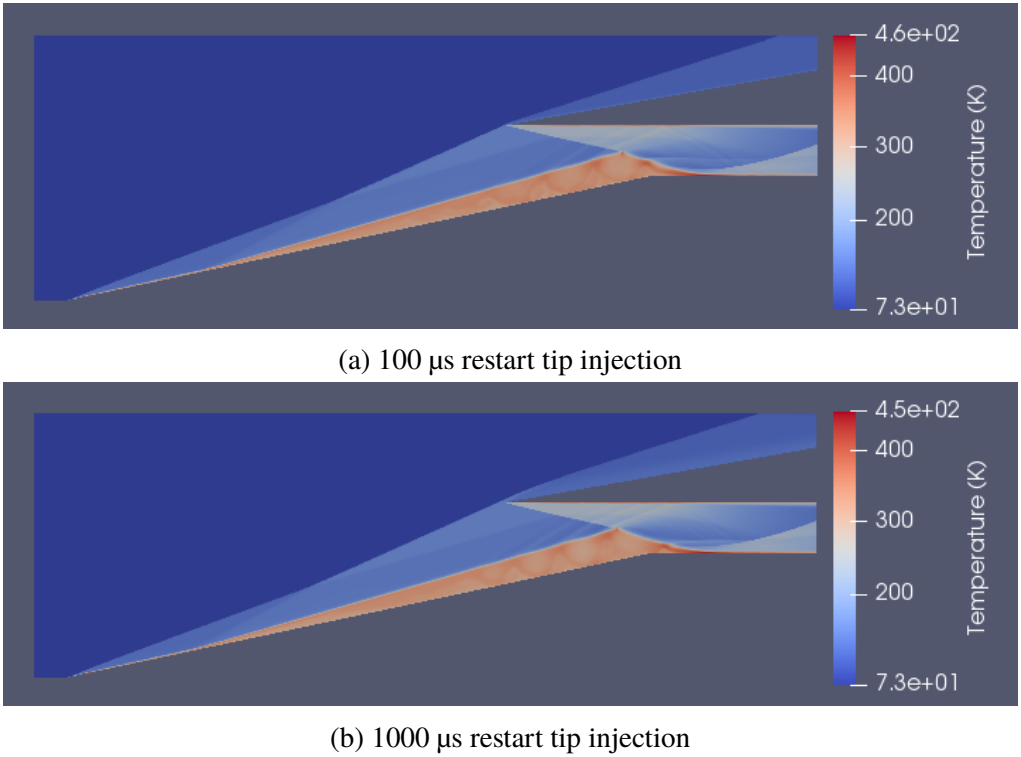 4.6e+02
400
300
200
7.3e+01
Temperature (K)
(a) 100 µs restart tip injection
4.5e+02
400
300
200
7.3e+01
Temperature (K)
(b) 1000 µs restart tip injection